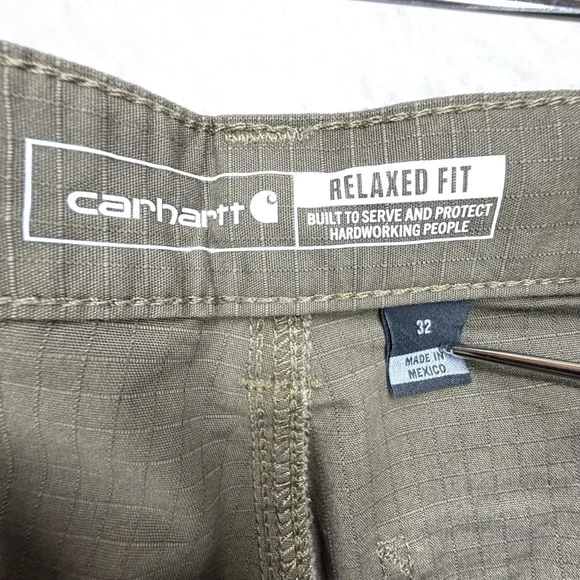 carhartt
RELAXED FIT
BUILT TO SERVE AND PROTECT
HARDWORKING PEOPLE
32
MADE IN
MEXICO